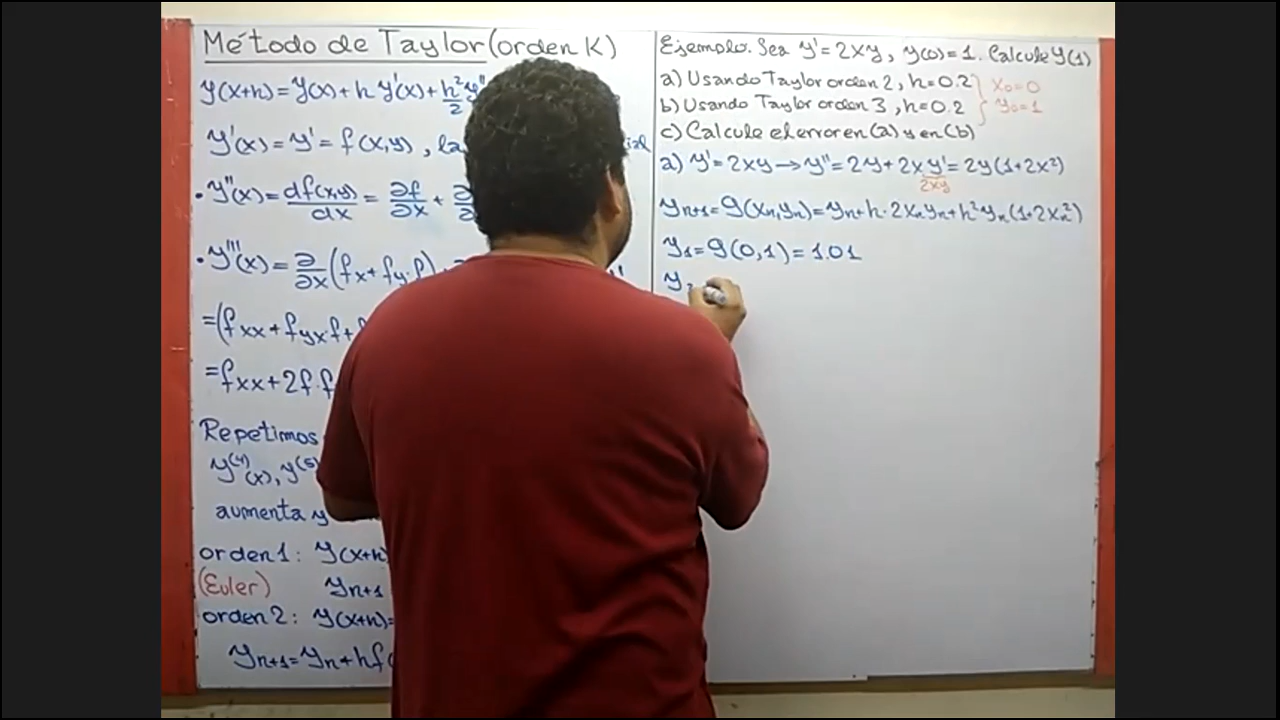 Método de Taylor (orden K)
y(x+h) = y(x) + h y'(x) + h²/2 y''
y'(x) = y' = f(x,y), la
• y''(x) = df(x,y)/dx = ∂f/∂x +
• y'''(x) = ∂/∂x (fx + fy·f)
= (fxx + fyx·f +
= fxx + 2f·f
Repetimos
y⁽⁴⁾(x), y⁽⁵⁾
aumenta y
orden 1: y(x+h)
(Euler) yn+1
orden 2: y(x+h) =
yn+1 = yn + hf(
Ejemplo. Sea y' = 2xy, y(0) = 1. Calcule y(1)
a) Usando Taylor orden 2, h = 0.2
b) Usando Taylor orden 3, h = 0.2
} x0 = 0
y0 = 1
c) Calcule el error en (a) y en (b)
a) y' = 2xy → y'' = 2y + 2x y' = 2y(1+2x²)
2xy
yn+1 = g(xn,yn) = yn + h·2xnyn + h²yn(1+2xn²)
y1 = g(0,1) = 1.01
y2